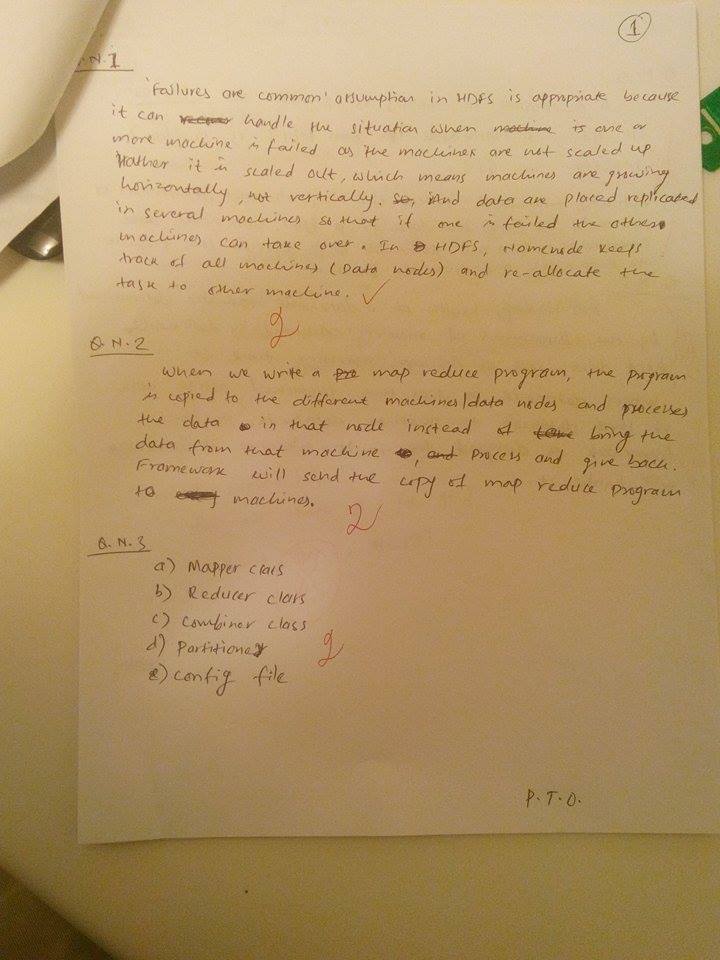 1
.N.1
'Failures are common' assumption in HDFS is appropriate because
it can handle the situation when machine is one or
more machine is failed as the machines are not scaled up
Rather it is scaled out, which means machines are growing
horizontally, not vertically. So, And data are placed replicated
in several machines so that if one is failed the other
machines can take over. In HDFS, Namenode keeps
track of all machines (Data nodes) and re-allocate the
task to other machine. ✓
2
Q.N.2
When we write a pro map reduce program, the program
is copied to the different machines/data nodes and processes
the data in that node instead of take bring the
data from that machine, and process and give back.
Framework will send the copy of map reduce program
to machines.
2
Q.N.3
a) Mapper class
b) Reducer class
c) Combiner class
d) Partitioner
2
e) config file
P.T.O.